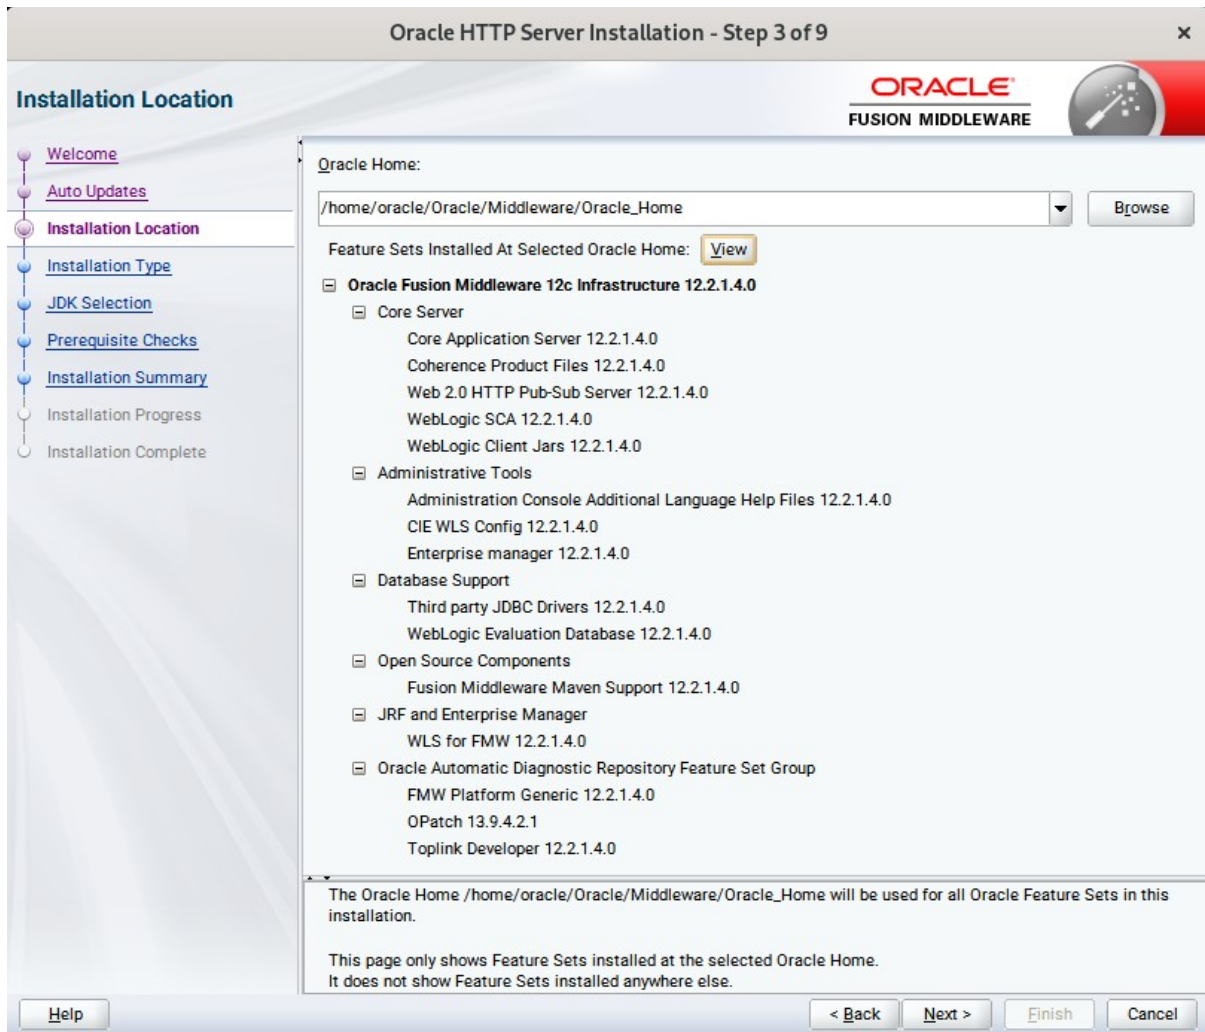 Oracle HTTP Server Installation - Step 3 of 9
Installation Location
ORACLE
FUSION MIDDLEWARE
Welcome
Auto Updates
Installation Location
Installation Type
JDK Selection
Prerequisite Checks
Installation Summary
Installation Progress
Installation Complete
Oracle Home:
/home/oracle/Oracle/Middleware/Oracle_Home
Browse
Feature Sets Installed At Selected Oracle Home: View
Oracle Fusion Middleware 12c Infrastructure 12.2.1.4.0
Core Server
Core Application Server 12.2.1.4.0
Coherence Product Files 12.2.1.4.0
Web 2.0 HTTP Pub-Sub Server 12.2.1.4.0
WebLogic SCA 12.2.1.4.0
WebLogic Client Jars 12.2.1.4.0
Administrative Tools
Administration Console Additional Language Help Files 12.2.1.4.0
CIE WLS Config 12.2.1.4.0
Enterprise manager 12.2.1.4.0
Database Support
Third party JDBC Drivers 12.2.1.4.0
WebLogic Evaluation Database 12.2.1.4.0
Open Source Components
Fusion Middleware Maven Support 12.2.1.4.0
JRF and Enterprise Manager
WLS for FMW 12.2.1.4.0
Oracle Automatic Diagnostic Repository Feature Set Group
FMW Platform Generic 12.2.1.4.0
OPatch 13.9.4.2.1
Toplink Developer 12.2.1.4.0
The Oracle Home /home/oracle/Oracle/Middleware/Oracle_Home will be used for all Oracle Feature Sets in this
installation.
This page only shows Feature Sets installed at the selected Oracle Home.
It does not show Feature Sets installed anywhere else.
Help
< Back
Next >
Finish
Cancel